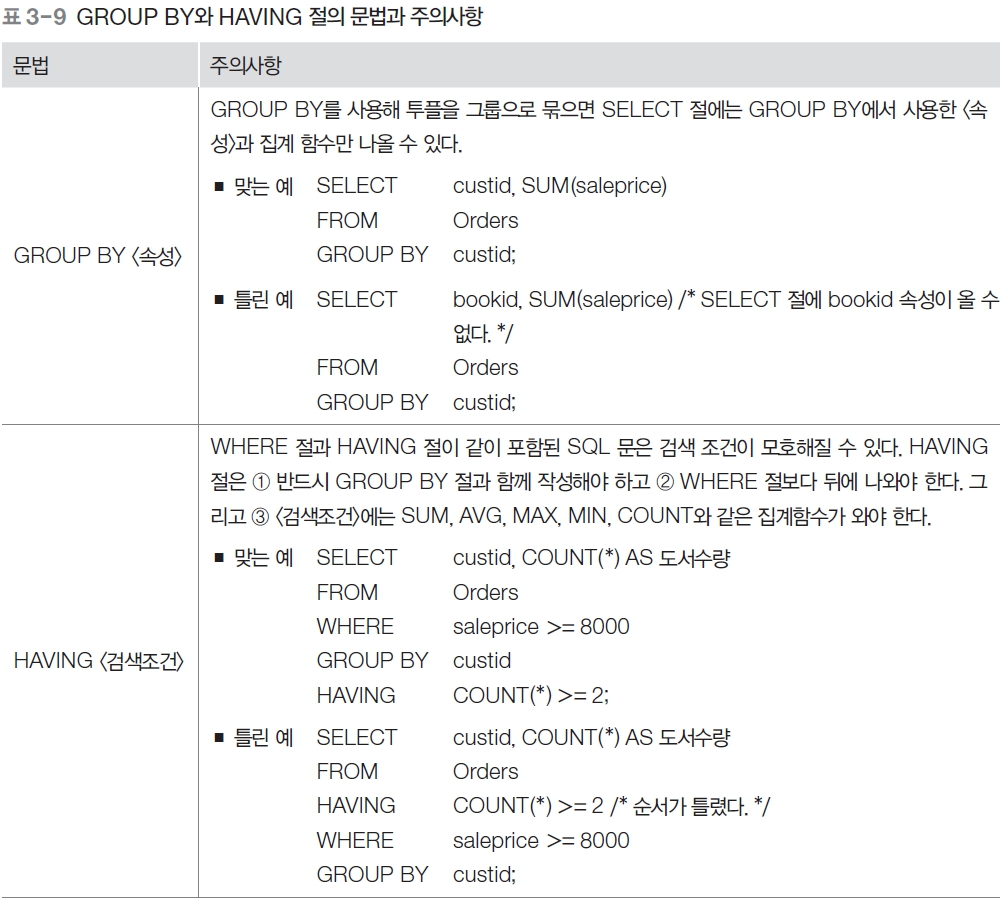 표 3-9 GROUP BY와 HAVING 절의 문법과 주의사항
문법 주의사항
GROUP BY 〈속성〉
GROUP BY를 사용해 투플을 그룹으로 묶으면 SELECT 절에는 GROUP BY에서 사용한 〈속
성〉과 집계 함수만 나올 수 있다.
■ 맞는 예 SELECT custid, SUM(saleprice)
FROM Orders
GROUP BY custid;
■ 틀린 예 SELECT bookid, SUM(saleprice) /* SELECT 절에 bookid 속성이 올 수
없다. */
FROM Orders
GROUP BY custid;
HAVING 〈검색조건〉
WHERE 절과 HAVING 절이 같이 포함된 SQL 문은 검색 조건이 모호해질 수 있다. HAVING
절은 ① 반드시 GROUP BY 절과 함께 작성해야 하고 ② WHERE 절보다 뒤에 나와야 한다. 그
리고 ③ 〈검색조건〉에는 SUM, AVG, MAX, MIN, COUNT와 같은 집계함수가 와야 한다.
■ 맞는 예 SELECT custid, COUNT(*) AS 도서수량
FROM Orders
WHERE saleprice >= 8000
GROUP BY custid
HAVING COUNT(*) >= 2;
■ 틀린 예 SELECT custid, COUNT(*) AS 도서수량
FROM Orders
HAVING COUNT(*) >= 2 /* 순서가 틀렸다. */
WHERE saleprice >= 8000
GROUP BY custid;